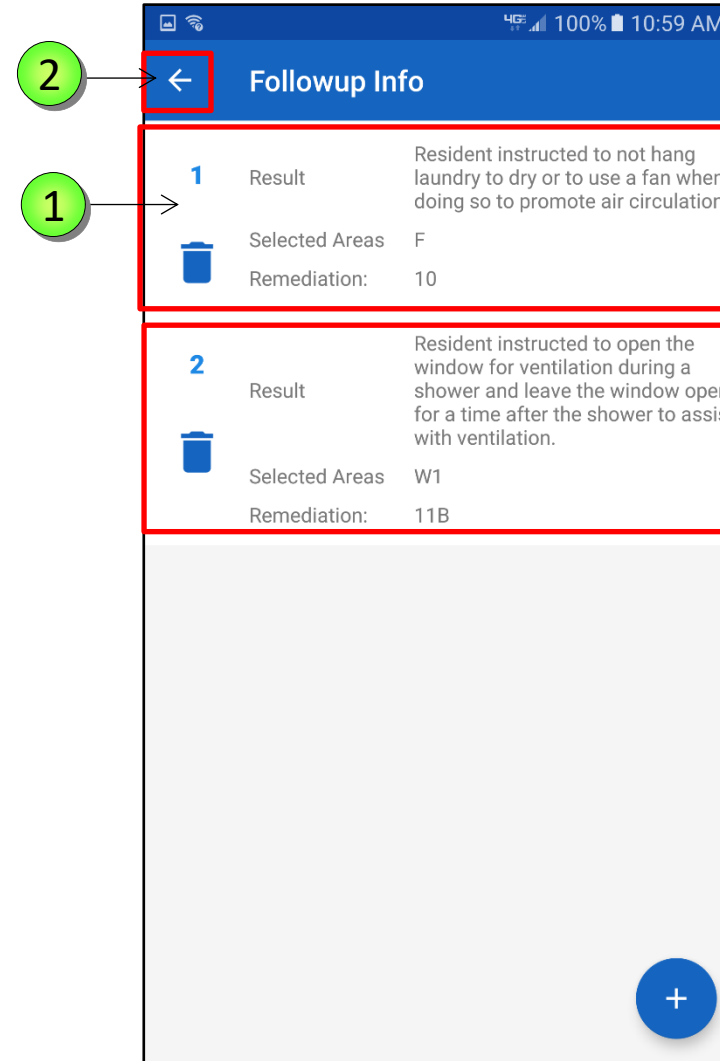 4G 100% 10:59 AM
2
Followup Info
1
1
Result
Resident instructed to not hang
laundry to dry or to use a fan when
doing so to promote air circulation
Selected Areas F
Remediation: 10
2
Result
Resident instructed to open the
window for ventilation during a
shower and leave the window open
for a time after the shower to assis
with ventilation.
Selected Areas W1
Remediation: 11B
+